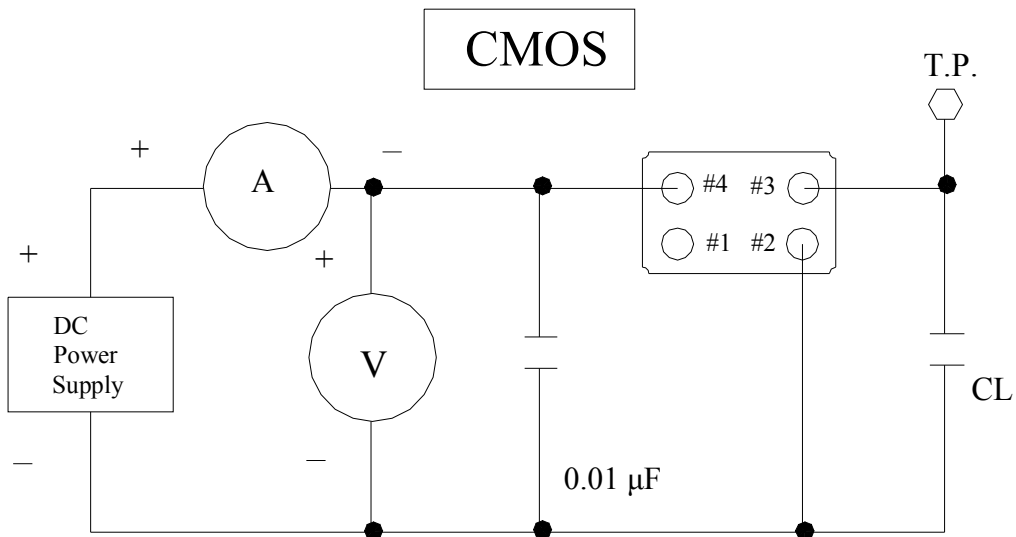 CMOS
T.P.
+
−
A
#4 #3
+
+
#1 #2
DC
Power
Supply
V
CL
−
−
0.01 μF